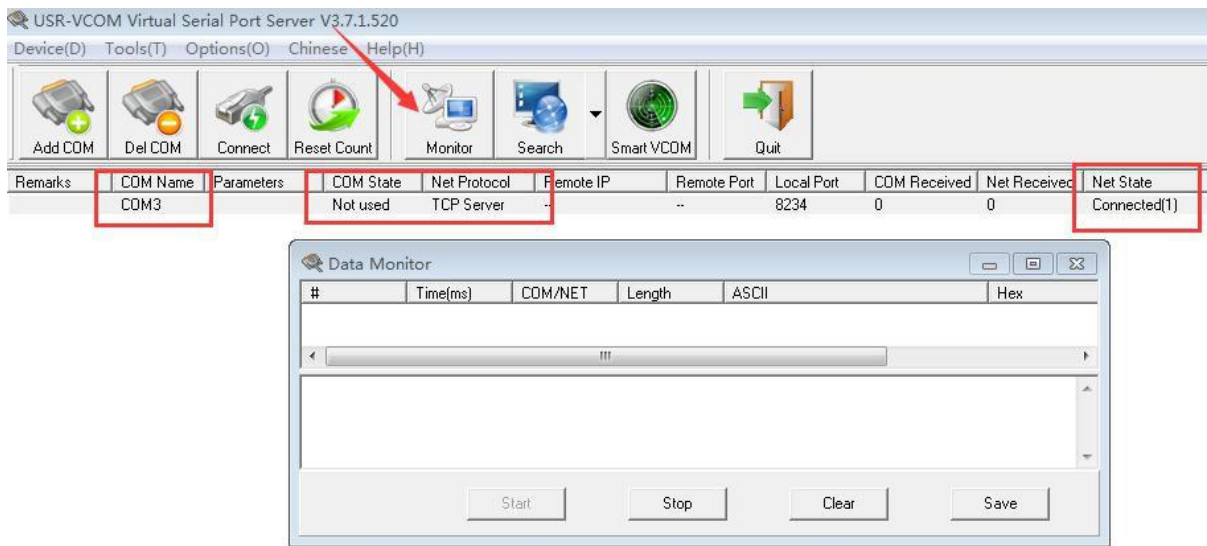 USR-VCOM Virtual Serial Port Server V3.7.1.520
Device(D) Tools(T) Options(O) Chinese Help(H)
Add COM Del COM Connect Reset Count Monitor Search Smart VCOM Quit
Remarks COM Name Parameters COM State Net Protocol Remote IP Remote Port Local Port COM Received Net Received Net State
COM3 Not used TCP Server -- -- 8234 0 0 Connected(1)
Data Monitor
# Time(ms) COM/NET Length ASCII Hex
Start Stop Clear Save